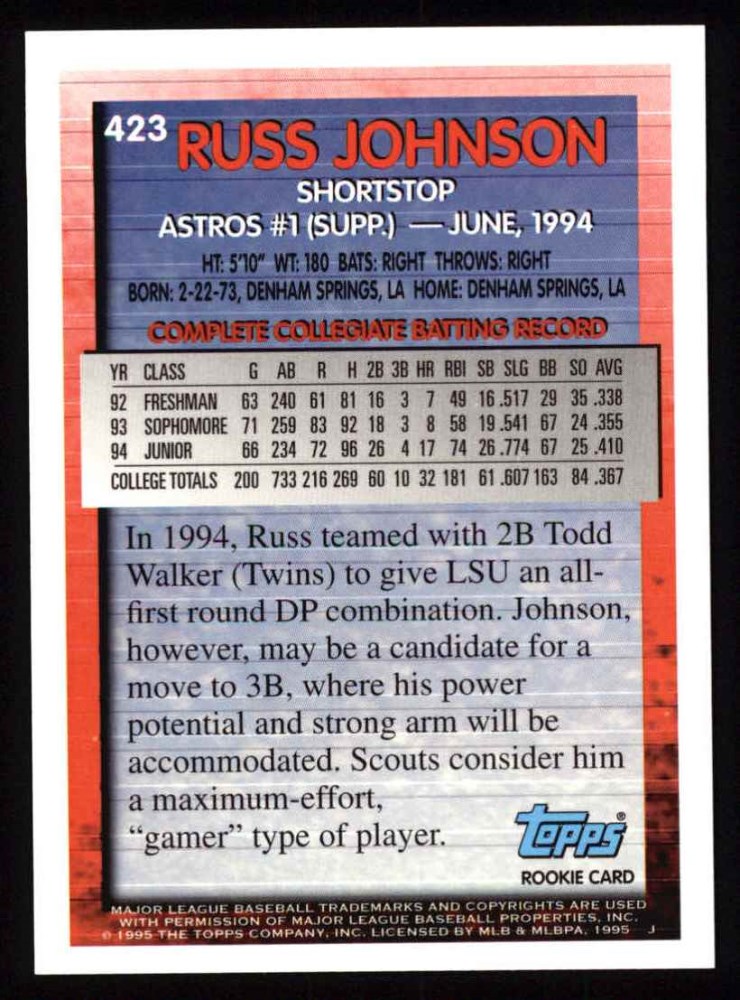 423 RUSS JOHNSON
SHORTSTOP
ASTROS #1 (SUPP.) — JUNE, 1994
HT: 5'10" WT: 180 BATS: RIGHT THROWS: RIGHT
BORN: 2-22-73, DENHAM SPRINGS, LA HOME: DENHAM SPRINGS, LA
COMPLETE COLLEGIATE BATTING RECORD
YR CLASS G AB R H 2B 3B HR RBI SB SLG BB SO AVG
92 FRESHMAN 63 240 61 81 16 3 7 49 16 .517 29 35 .338
93 SOPHOMORE 71 259 83 92 18 3 8 58 19 .541 67 24 .355
94 JUNIOR 66 234 72 96 26 4 17 74 26 .774 67 25 .410
COLLEGE TOTALS 200 733 216 269 60 10 32 181 61 .607 163 84 .367
In 1994, Russ teamed with 2B Todd
Walker (Twins) to give LSU an all-
first round DP combination. Johnson,
however, may be a candidate for a
move to 3B, where his power
potential and strong arm will be
accommodated. Scouts consider him
a maximum-effort,
“gamer” type of player.
Topps®
ROOKIE CARD
MAJOR LEAGUE BASEBALL TRADEMARKS AND COPYRIGHTS ARE USED
WITH PERMISSION OF MAJOR LEAGUE BASEBALL PROPERTIES, INC.
© 1995 THE TOPPS COMPANY, INC. LICENSED BY MLB & MLBPA, 1995 J